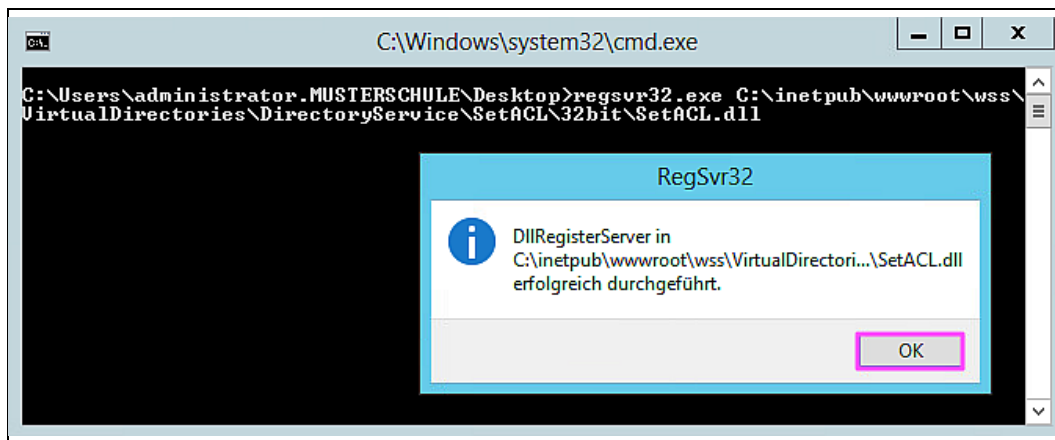 C:\Windows\system32\cmd.exe
C:\Users\administrator.MUSTERSCHULE\Desktop>regsvr32.exe C:\inetpub\wwwroot\wss\
VirtualDirectories\DirectoryService\SetACL\32bit\SetACL.dll
RegSvr32
DllRegisterServer in
C:\inetpub\wwwroot\wss\VirtualDirectori...\SetACL.dll
erfolgreich durchgeführt.
OK